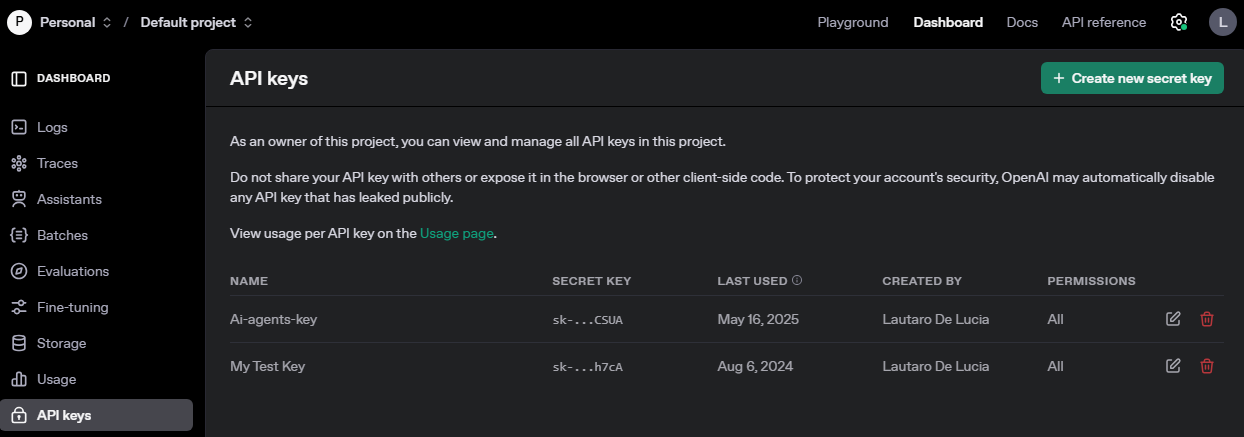 P Personal / Default project Playground Dashboard Docs API reference L
DASHBOARD
Logs
Traces
Assistants
Batches
Evaluations
Fine-tuning
Storage
Usage
API keys
API keys
+ Create new secret key
As an owner of this project, you can view and manage all API keys in this project.
Do not share your API key with others or expose it in the browser or other client-side code. To protect your account's security, OpenAI may automatically disable
any API key that has leaked publicly.
View usage per API key on the Usage page.
NAME SECRET KEY LAST USED CREATED BY PERMISSIONS
Ai-agents-key sk-...CSUA May 16, 2025 Lautaro De Lucia All
My Test Key sk-...h7cA Aug 6, 2024 Lautaro De Lucia All